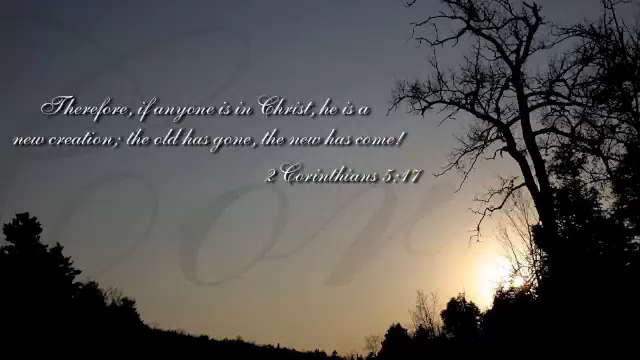 Therefore, if anyone is in Christ, he is a
new creation; the old has gone, the new has come!
2 Corinthians 5:17